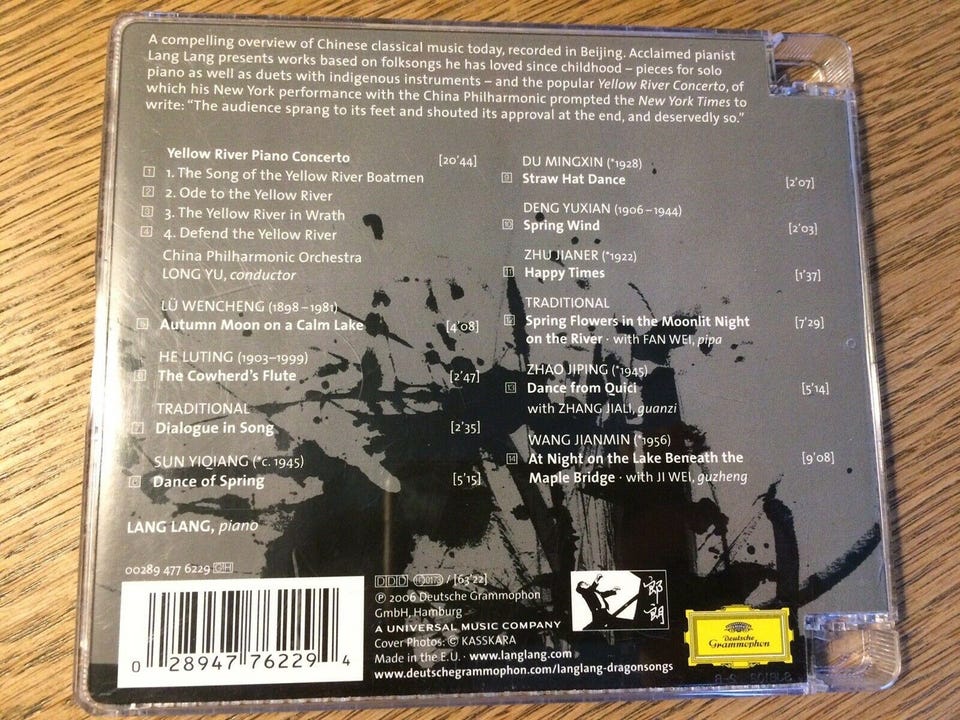 A compelling overview of Chinese classical music today, recorded in Beijing. Acclaimed pianist
Lang Lang presents works based on folksongs he has loved since childhood – pieces for solo
piano as well as duets with indigenous instruments – and the popular Yellow River Concerto, of
which his New York performance with the China Philharmonic prompted the New York Times to
write: “The audience sprang to its feet and shouted its approval at the end, and deservedly so.”
Yellow River Piano Concerto [20'44]
1 1. The Song of the Yellow River Boatmen
2 2. Ode to the Yellow River
3 3. The Yellow River in Wrath
4 4. Defend the Yellow River
China Philharmonic Orchestra
LONG YU, conductor
LÜ WENCHENG (1898–1981)
Autumn Moon on a Calm Lake [4'08]
HE LUTING (1903–1999)
The Cowherd's Flute [2'47]
TRADITIONAL
7 Dialogue in Song [2'35]
SUN YIQIANG (*c. 1945)
Dance of Spring [5'15]
LANG LANG, piano
DU MINGXIN (*1928)
9 Straw Hat Dance [2'07]
DENG YUXIAN (1906–1944)
10 Spring Wind [2'03]
ZHU JIANER (*1922)
11 Happy Times [1'37]
TRADITIONAL
12 Spring Flowers in the Moonlit Night [7'29]
on the River · with FAN WEI, pipa
ZHAO JIPING (*1945)
13 Dance from Quici [5'14]
with ZHANG JIALI, guanzi
WANG JIANMIN (*1956)
14 At Night on the Lake Beneath the [9'08]
Maple Bridge · with JI WEI, guzheng
00289 477 6229 GH
0 28947 76229 4
DDD LC 0173 / [63'22]
℗ 2006 Deutsche Grammophon
GmbH, Hamburg
A UNIVERSAL MUSIC COMPANY
Cover Photos: © KASSKARA
Made in the E.U. · www.langlang.com
www.deutschegrammophon.com/langlang-dragonsongs
郎朗
Deutsche
Grammophon